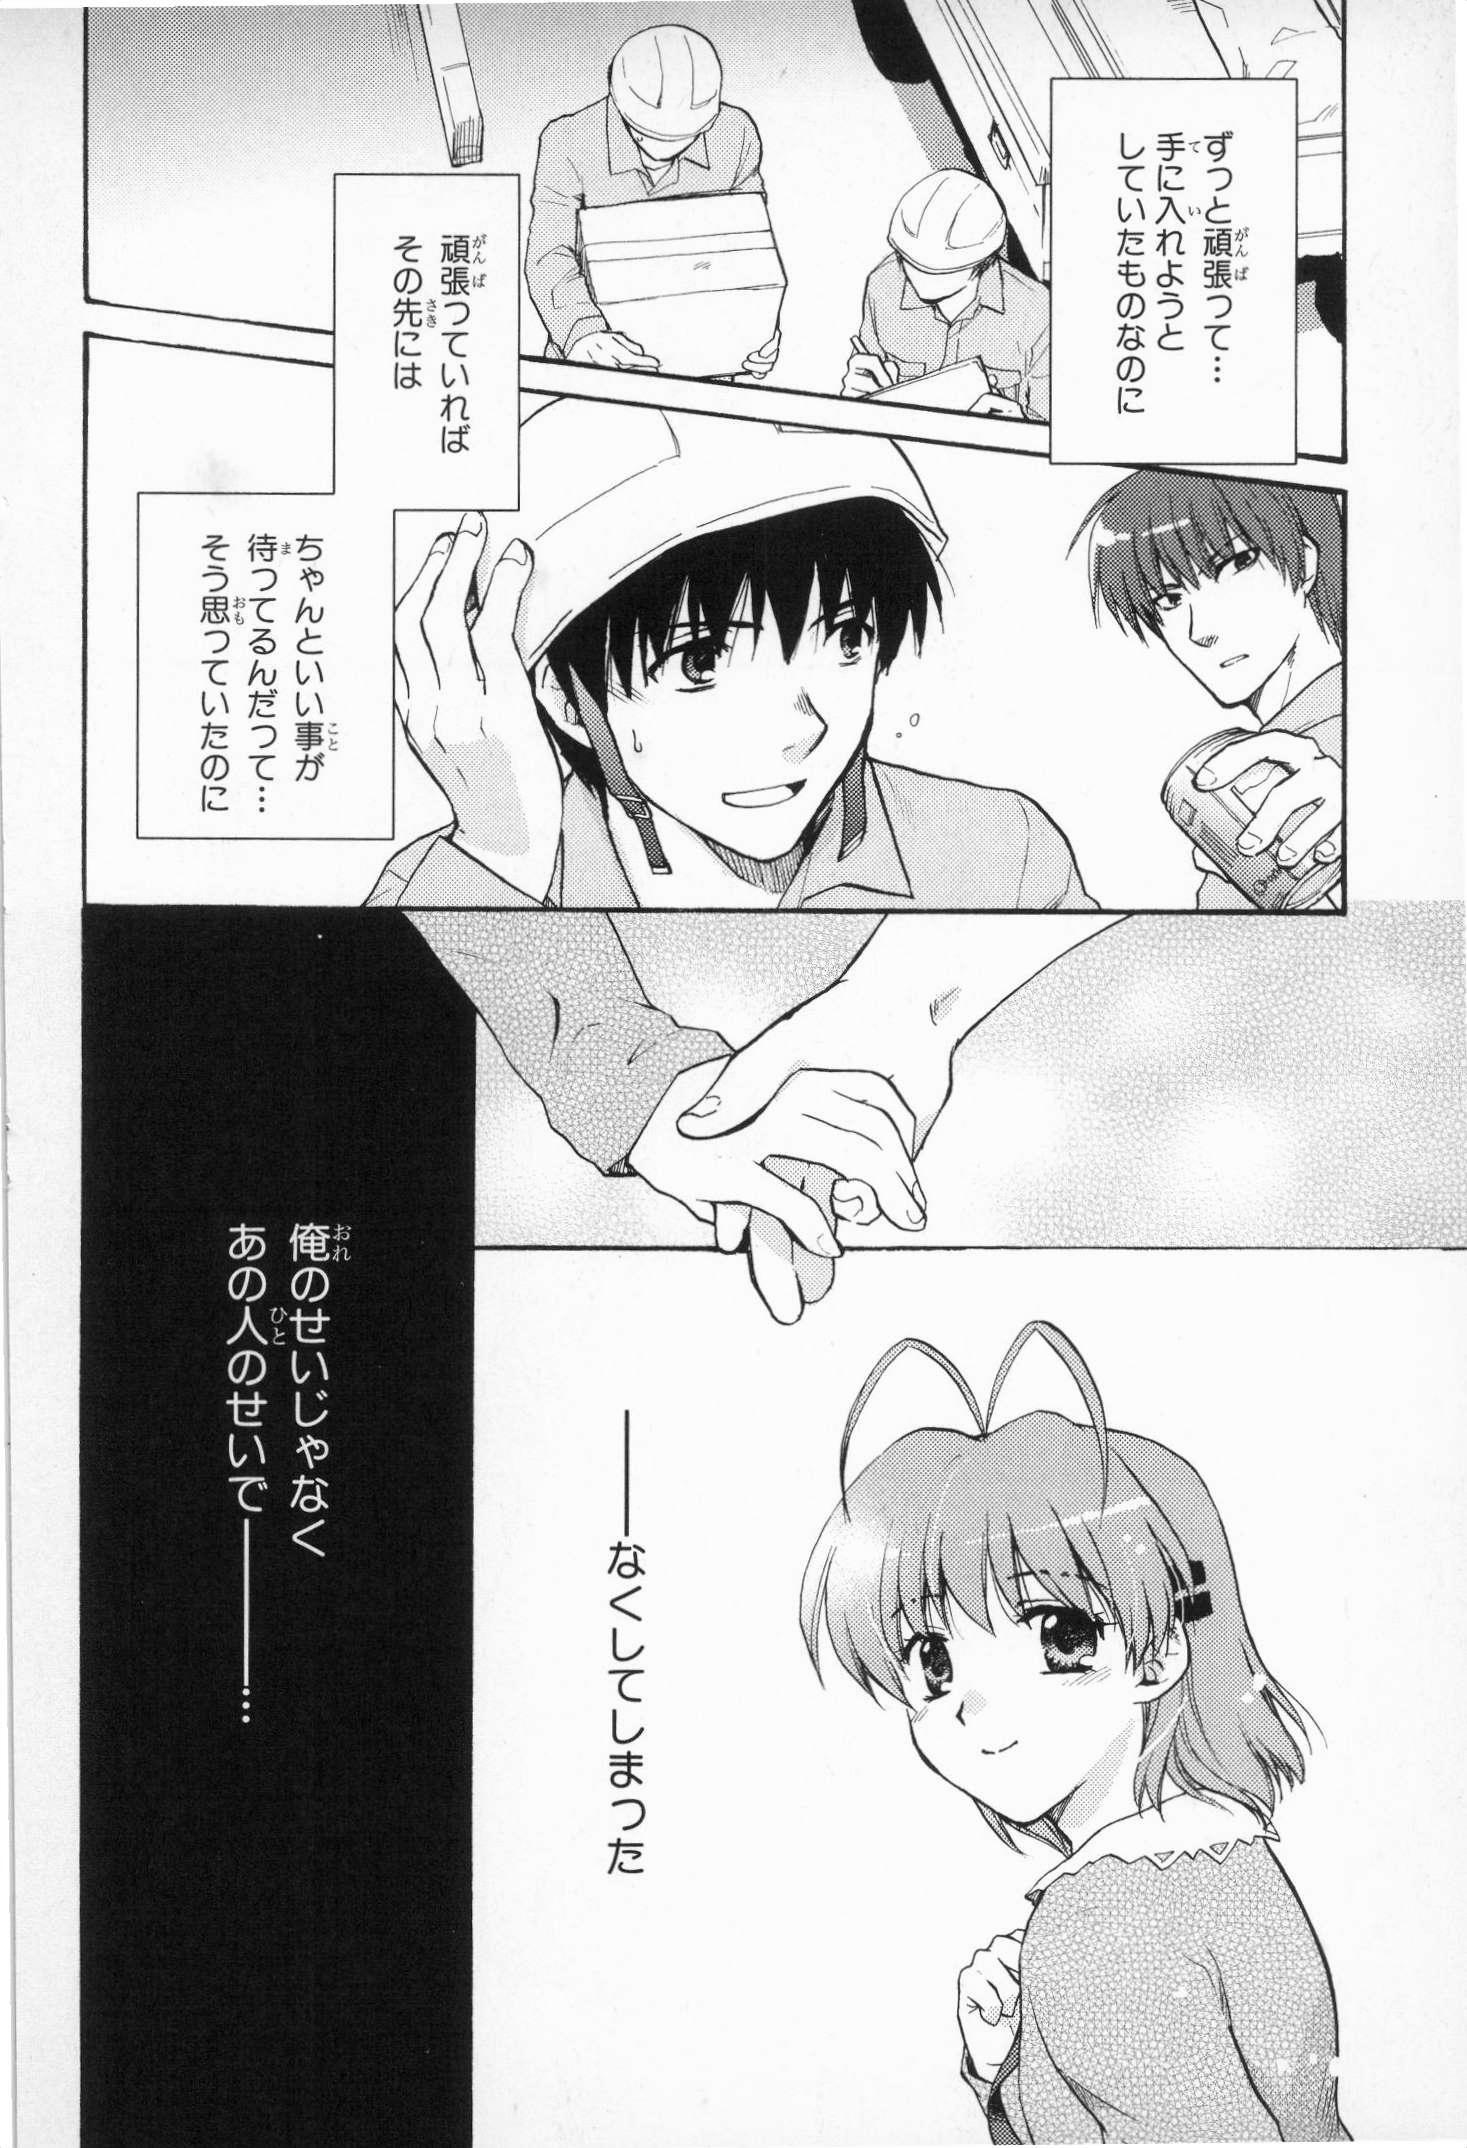 ずっと頑張って…
手に入れようと
していたものなのに
頑張っていれば
その先には
ちゃんといい事が
待ってるんだって…
そう思っていたのに
俺のせいじゃなく
あの人のせいで――…
――なくしてしまった